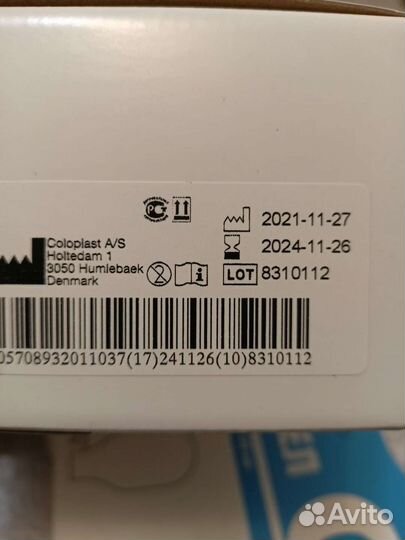 2021-11-27
Coloplast A/S
Holtedam 1
3050 Humlebaek
Denmark
2024-11-26
LOT 8310112
05708932011037(17)241126(10)8310112
ЕЛ
Avito